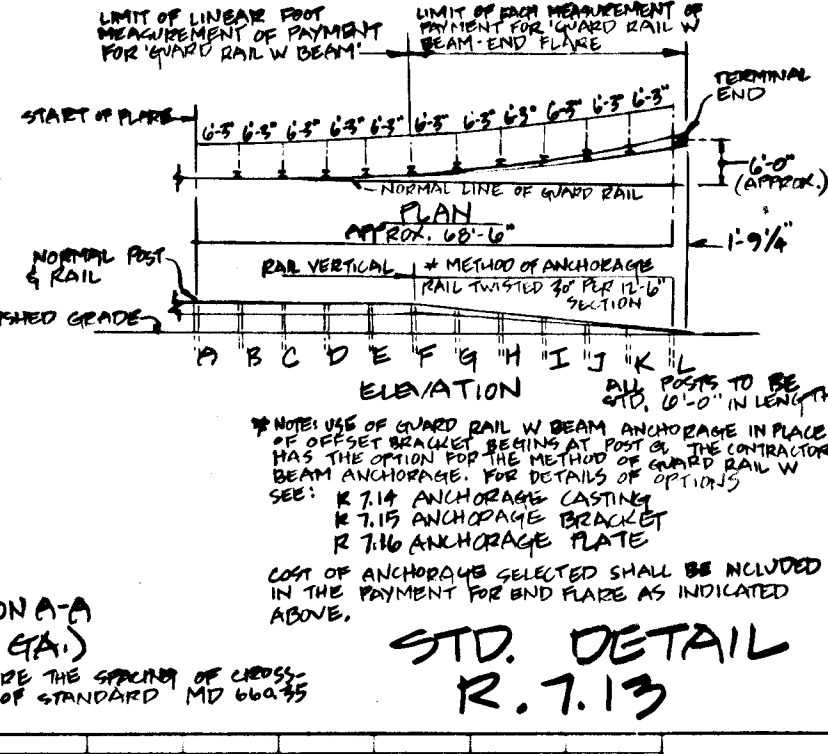 LIMIT OF LINEAR FOOT
MEASUREMENT OF PAYMENT
FOR 'GUARD RAIL W BEAM'
LIMIT OF EACH MEASUREMENT OF
PAYMENT FOR 'GUARD RAIL W
BEAM-END FLARE
TERMINAL
END
START OF FLARE
6'-3" 6'-3" 6'-3" 6'-3" 6'-3" 6'-3" 6'-3" 6'-3" 6'-3" 6'-3" 6'-3"
6'-0"
(APPROX.)
NORMAL LINE OF GUARD RAIL
PLAN
APPROX. 68'-6"
1'-9 1/4"
NORMAL POST
& RAIL
RAIL VERTICAL
* METHOD OF ANCHORAGE
RAIL TWISTED 30° PER 12'-6"
SECTION
SHED GRADE
A B C D E F G H I J K L
ELEVATION
ALL POSTS TO BE
STD. 6'-0" IN LENGTH
* NOTE: USE OF GUARD RAIL W BEAM ANCHORAGE IN PLACE
OF OFFSET BRACKET BEGINS AT POST G. THE CONTRACTOR
HAS THE OPTION FOR THE METHOD OF GUARD RAIL W
BEAM ANCHORAGE. FOR DETAILS OF OPTIONS
SEE: R 7.14 ANCHORAGE CASTING
R 7.15 ANCHORAGE BRACKET
R 7.16 ANCHORAGE PLATE
COST OF ANCHORAGE SELECTED SHALL BE INCLUDED
IN THE PAYMENT FOR END FLARE AS INDICATED
ABOVE.
ON A-A
GA.)
RE THE SPACING OF CROSS-
OF STANDARD MD 660.35
STD. DETAIL
R.7.13